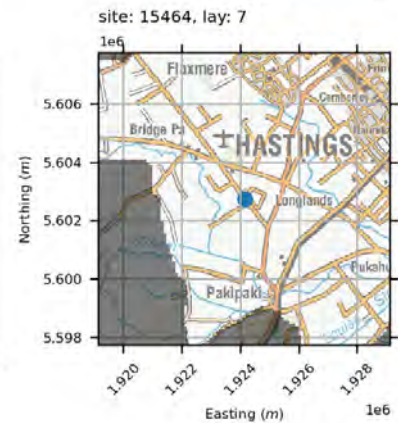 site: 15464, lay: 7
1e6
Flaxmere
5.606
Camberley
Bridge Pa
HASTINGS
5.604
Northing (m)
Longlands
5.602
5.600
Pukahu
Pakipaki
5.598
1.920
1.922
1.924
1.926
1.928
1e6
Easting (m)